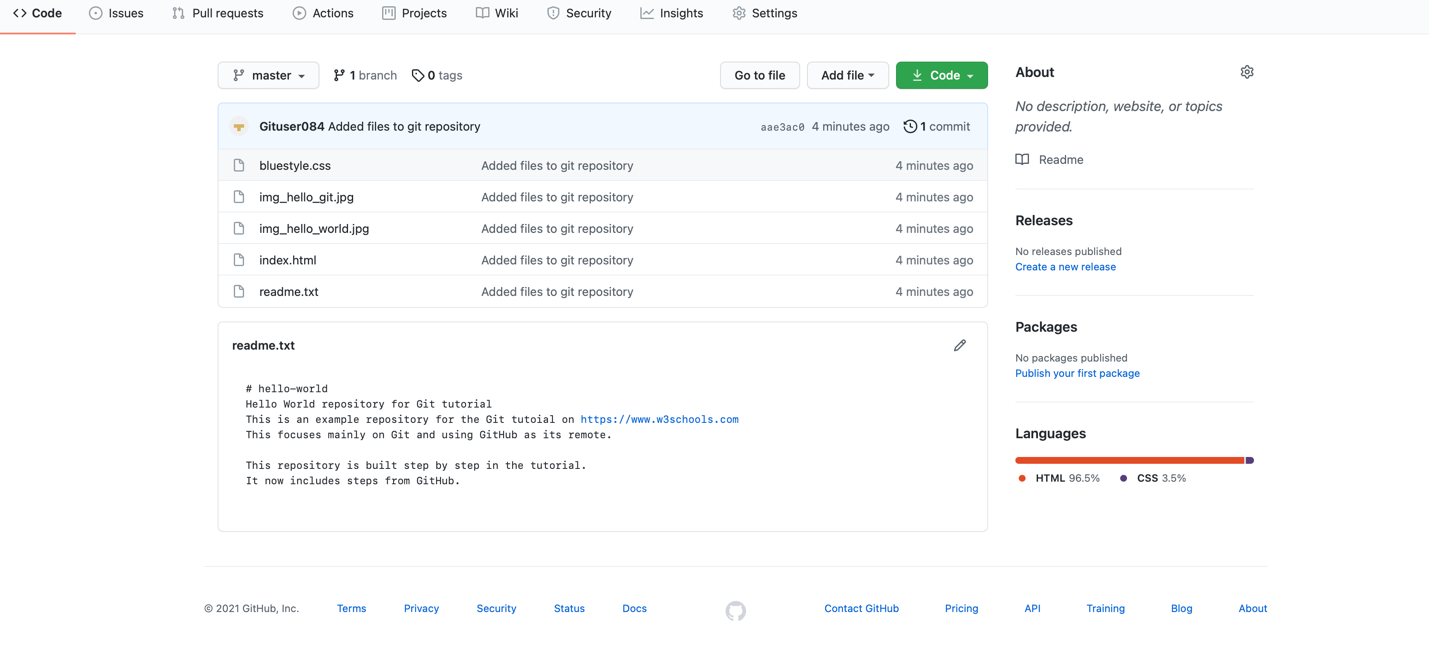 Code Issues Pull requests Actions Projects Wiki Security Insights Settings
master 1 branch 0 tags Go to file Add file Code
Gituser084 Added files to git repository aae3ac0 4 minutes ago 1 commit
bluestyle.css Added files to git repository 4 minutes ago
img_hello_git.jpg Added files to git repository 4 minutes ago
img_hello_world.jpg Added files to git repository 4 minutes ago
index.html Added files to git repository 4 minutes ago
readme.txt Added files to git repository 4 minutes ago
readme.txt
# hello-world
Hello World repository for Git tutorial
This is an example repository for the Git tutoial on https://www.w3schools.com
This focuses mainly on Git and using GitHub as its remote.
This repository is built step by step in the tutorial.
It now includes steps from GitHub.
About
No description, website, or topics
provided.
Readme
Releases
No releases published
Create a new release
Packages
No packages published
Publish your first package
Languages
HTML 96.5% CSS 3.5%
© 2021 GitHub, Inc. Terms Privacy Security Status Docs Contact GitHub Pricing API Training Blog About